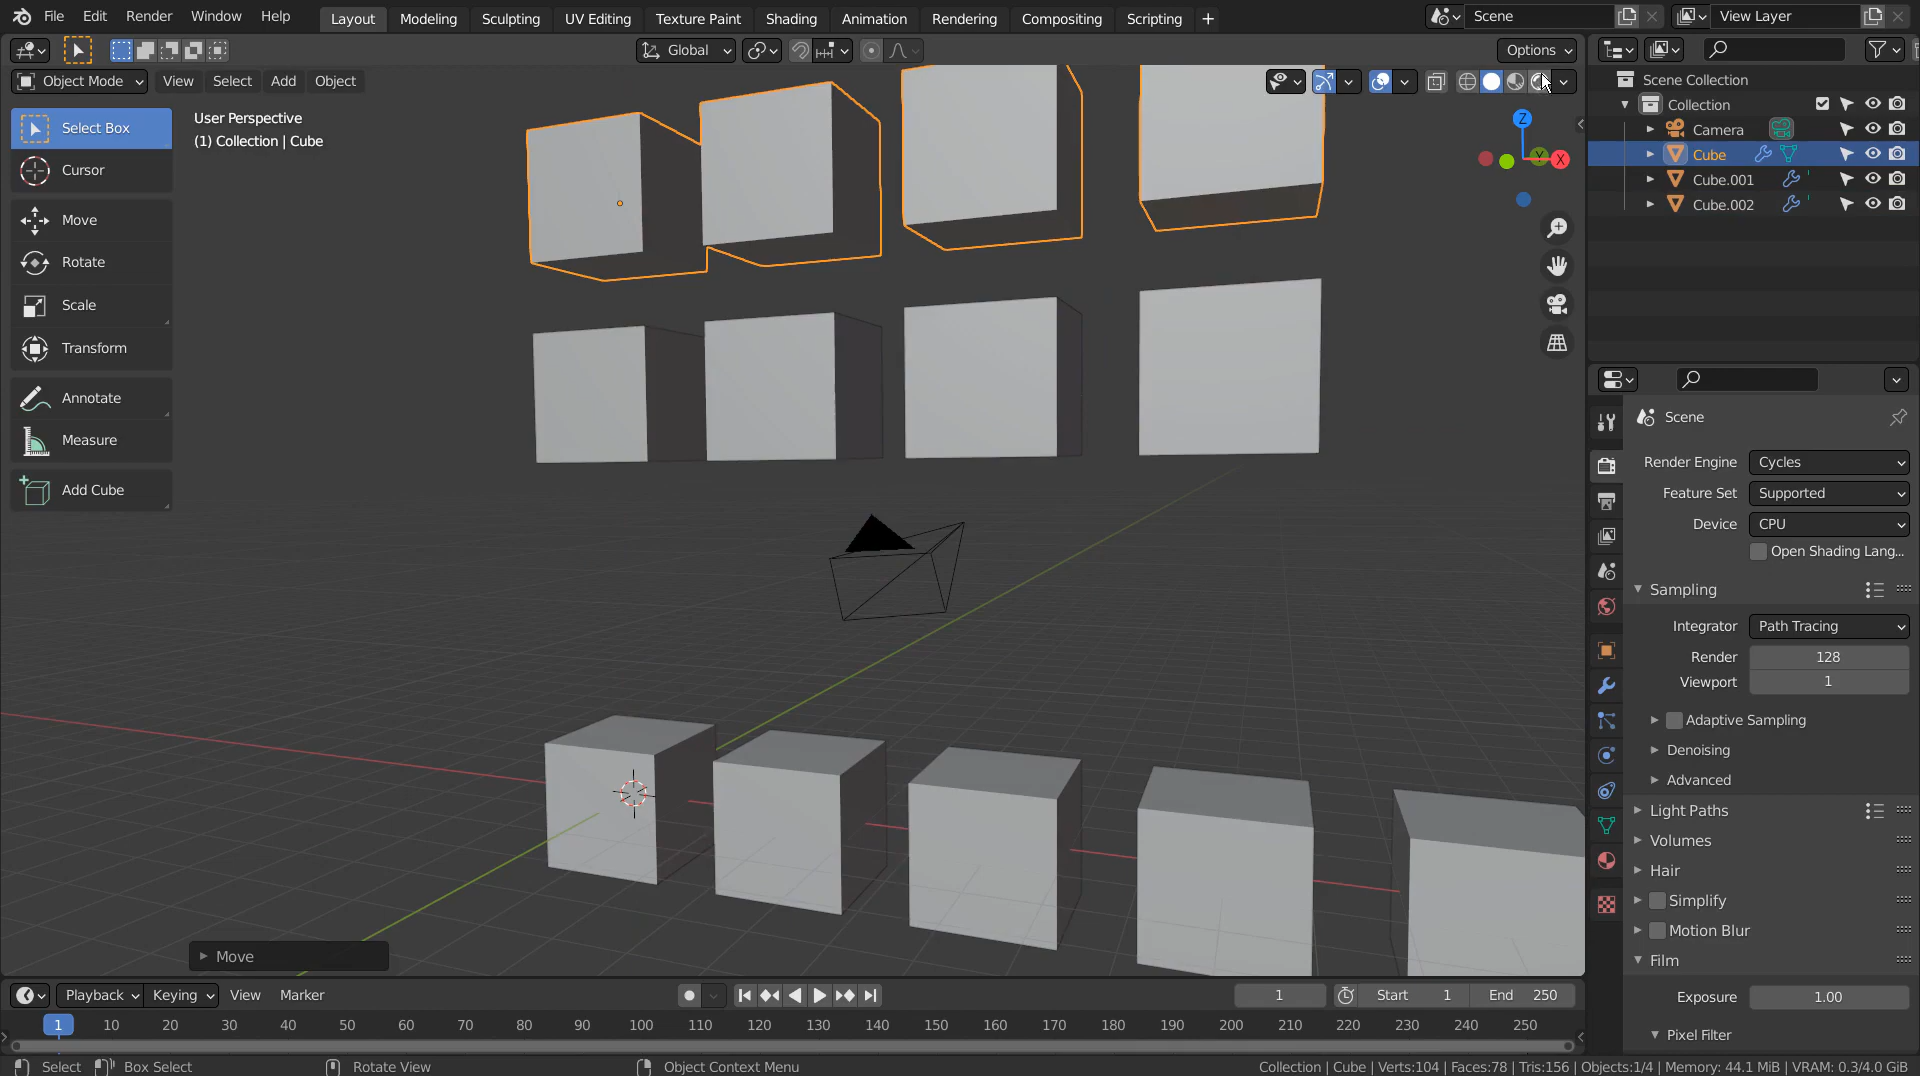 File Edit Render Window Help Layout Modeling Sculpting UV Editing Texture Paint Shading Animation Rendering Compositing Scripting + Scene View Layer
Global Options
Object Mode View Select Add Object
Scene Collection
Collection
Camera
Cube
Cube.001
Cube.002
Select Box
Cursor
Move
Rotate
Scale
Transform
Annotate
Measure
Add Cube
User Perspective
(1) Collection | Cube
Z
Y
X
Scene
Render Engine Cycles
Feature Set Supported
Device CPU
Open Shading Lang...
Sampling
Integrator Path Tracing
Render 128
Viewport 1
Adaptive Sampling
Denoising
Advanced
Light Paths
Volumes
Hair
Simplify
Motion Blur
Film
Exposure 1.00
Pixel Filter
Move
Playback Keying View Marker 1 Start 1 End 250
1 10 20 30 40 50 60 70 80 90 100 110 120 130 140 150 160 170 180 190 200 210 220 230 240 250
Select Box Select Rotate View Object Context Menu Collection | Cube | Verts:104 | Faces:78 | Tris:156 | Objects:1/4 | Memory: 44.1 MiB | VRAM: 0.3/4.0 GiB